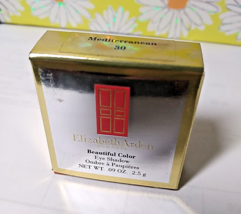 Mediterranean
30
Elizabeth Arden
Beautiful Color
Eye Shadow
Ombre à Paupières
NET WT. .09 OZ. 2.5 g